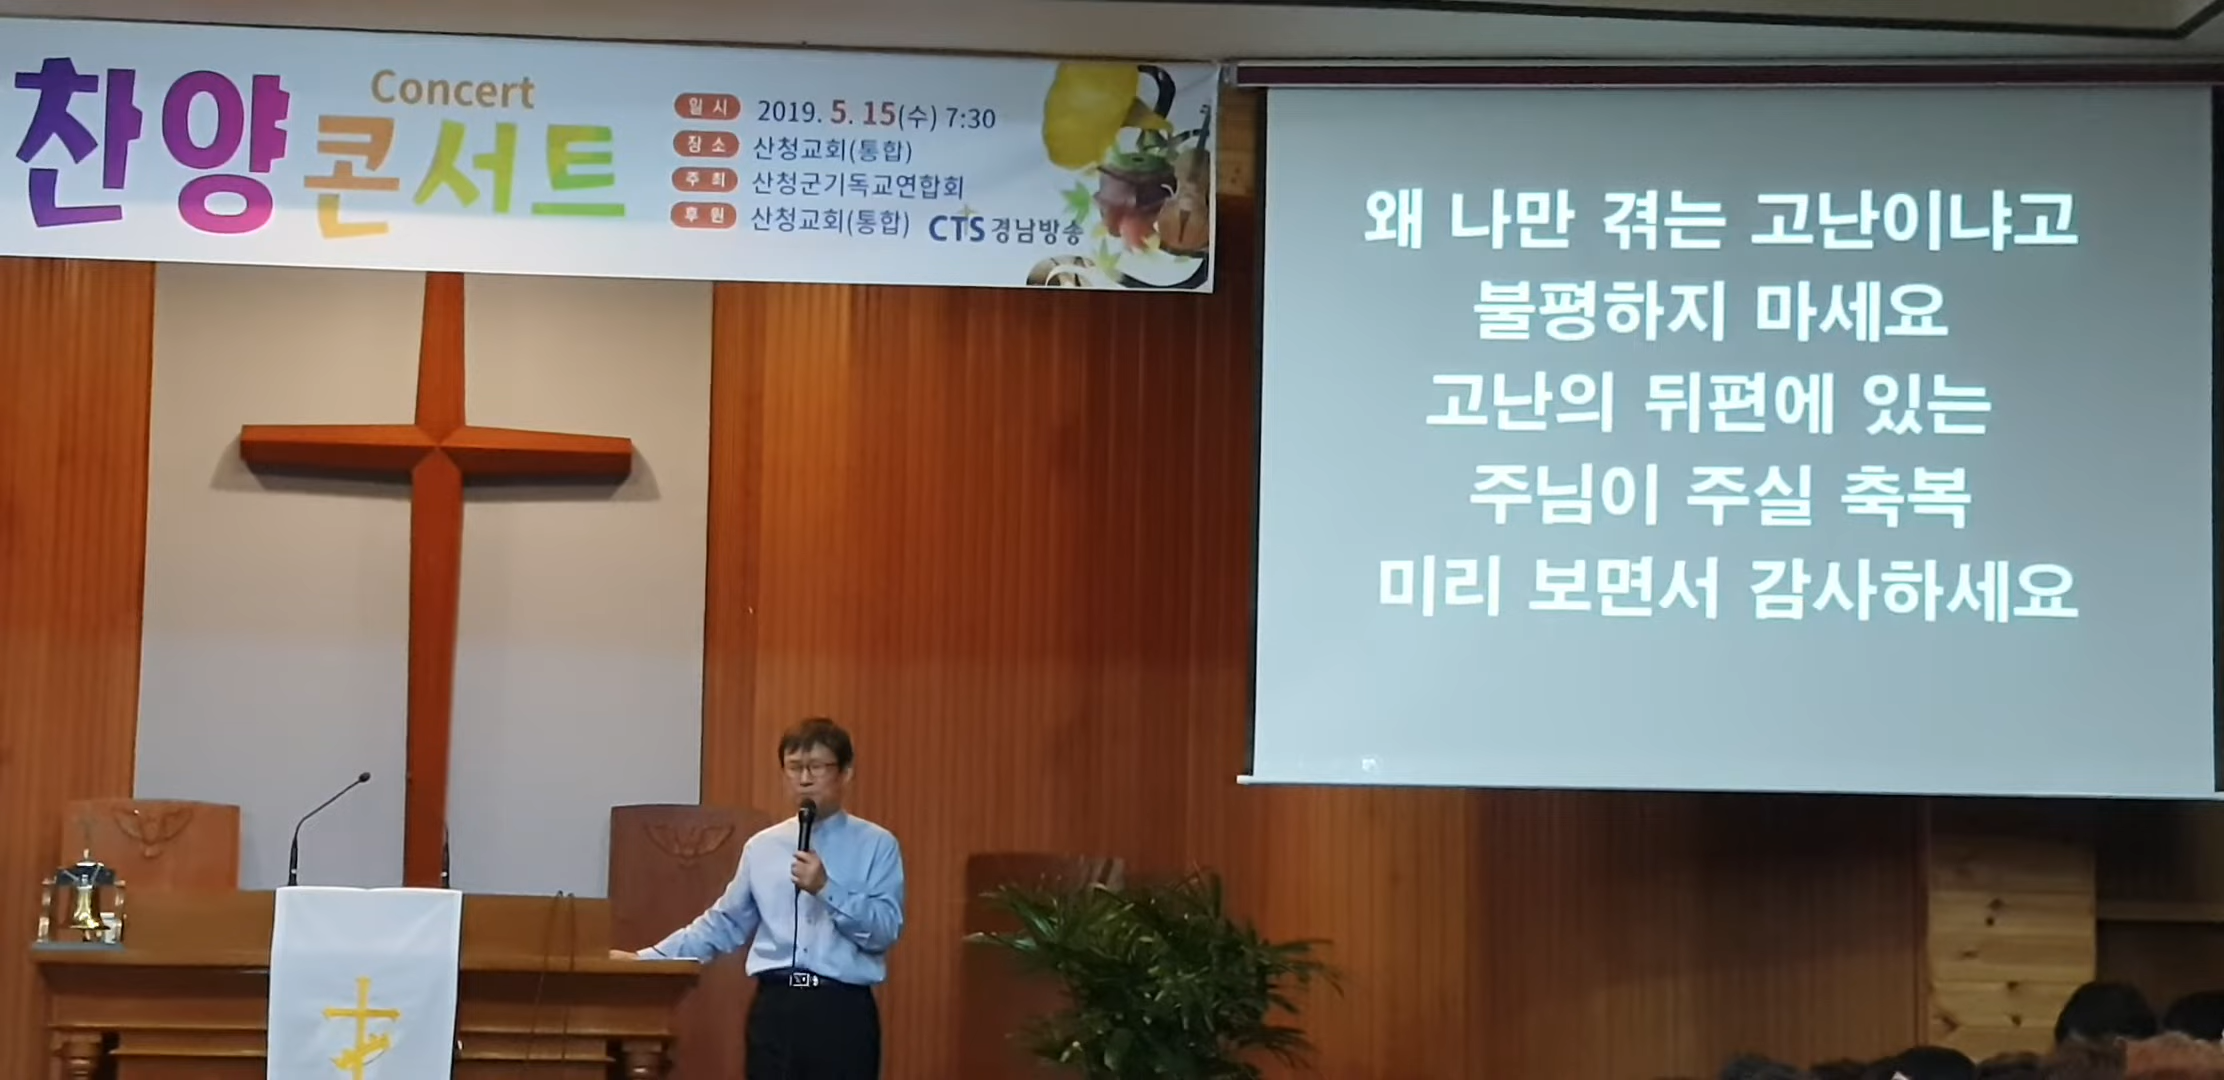 찬양콘서트
Concert
일시 2019. 5. 15(수) 7:30
장소 산청교회(통합)
주최 산청군기독교연합회
후원 산청교회(통합) CTS경남방송
왜 나만 겪는 고난이냐고
불평하지 마세요
고난의 뒤편에 있는
주님이 주실 축복
미리 보면서 감사하세요